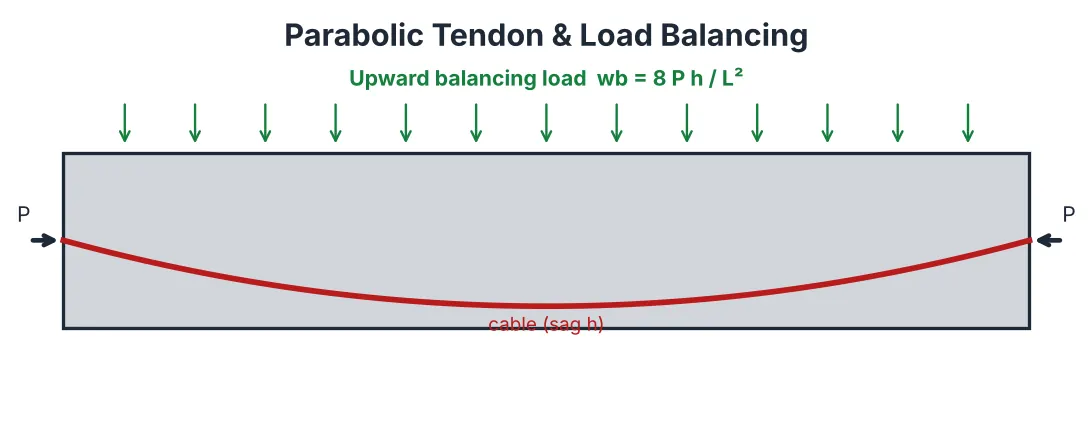 Parabolic Tendon & Load Balancing
Upward balancing load wb = 8 P h / L²
P
P
cable (sag h)